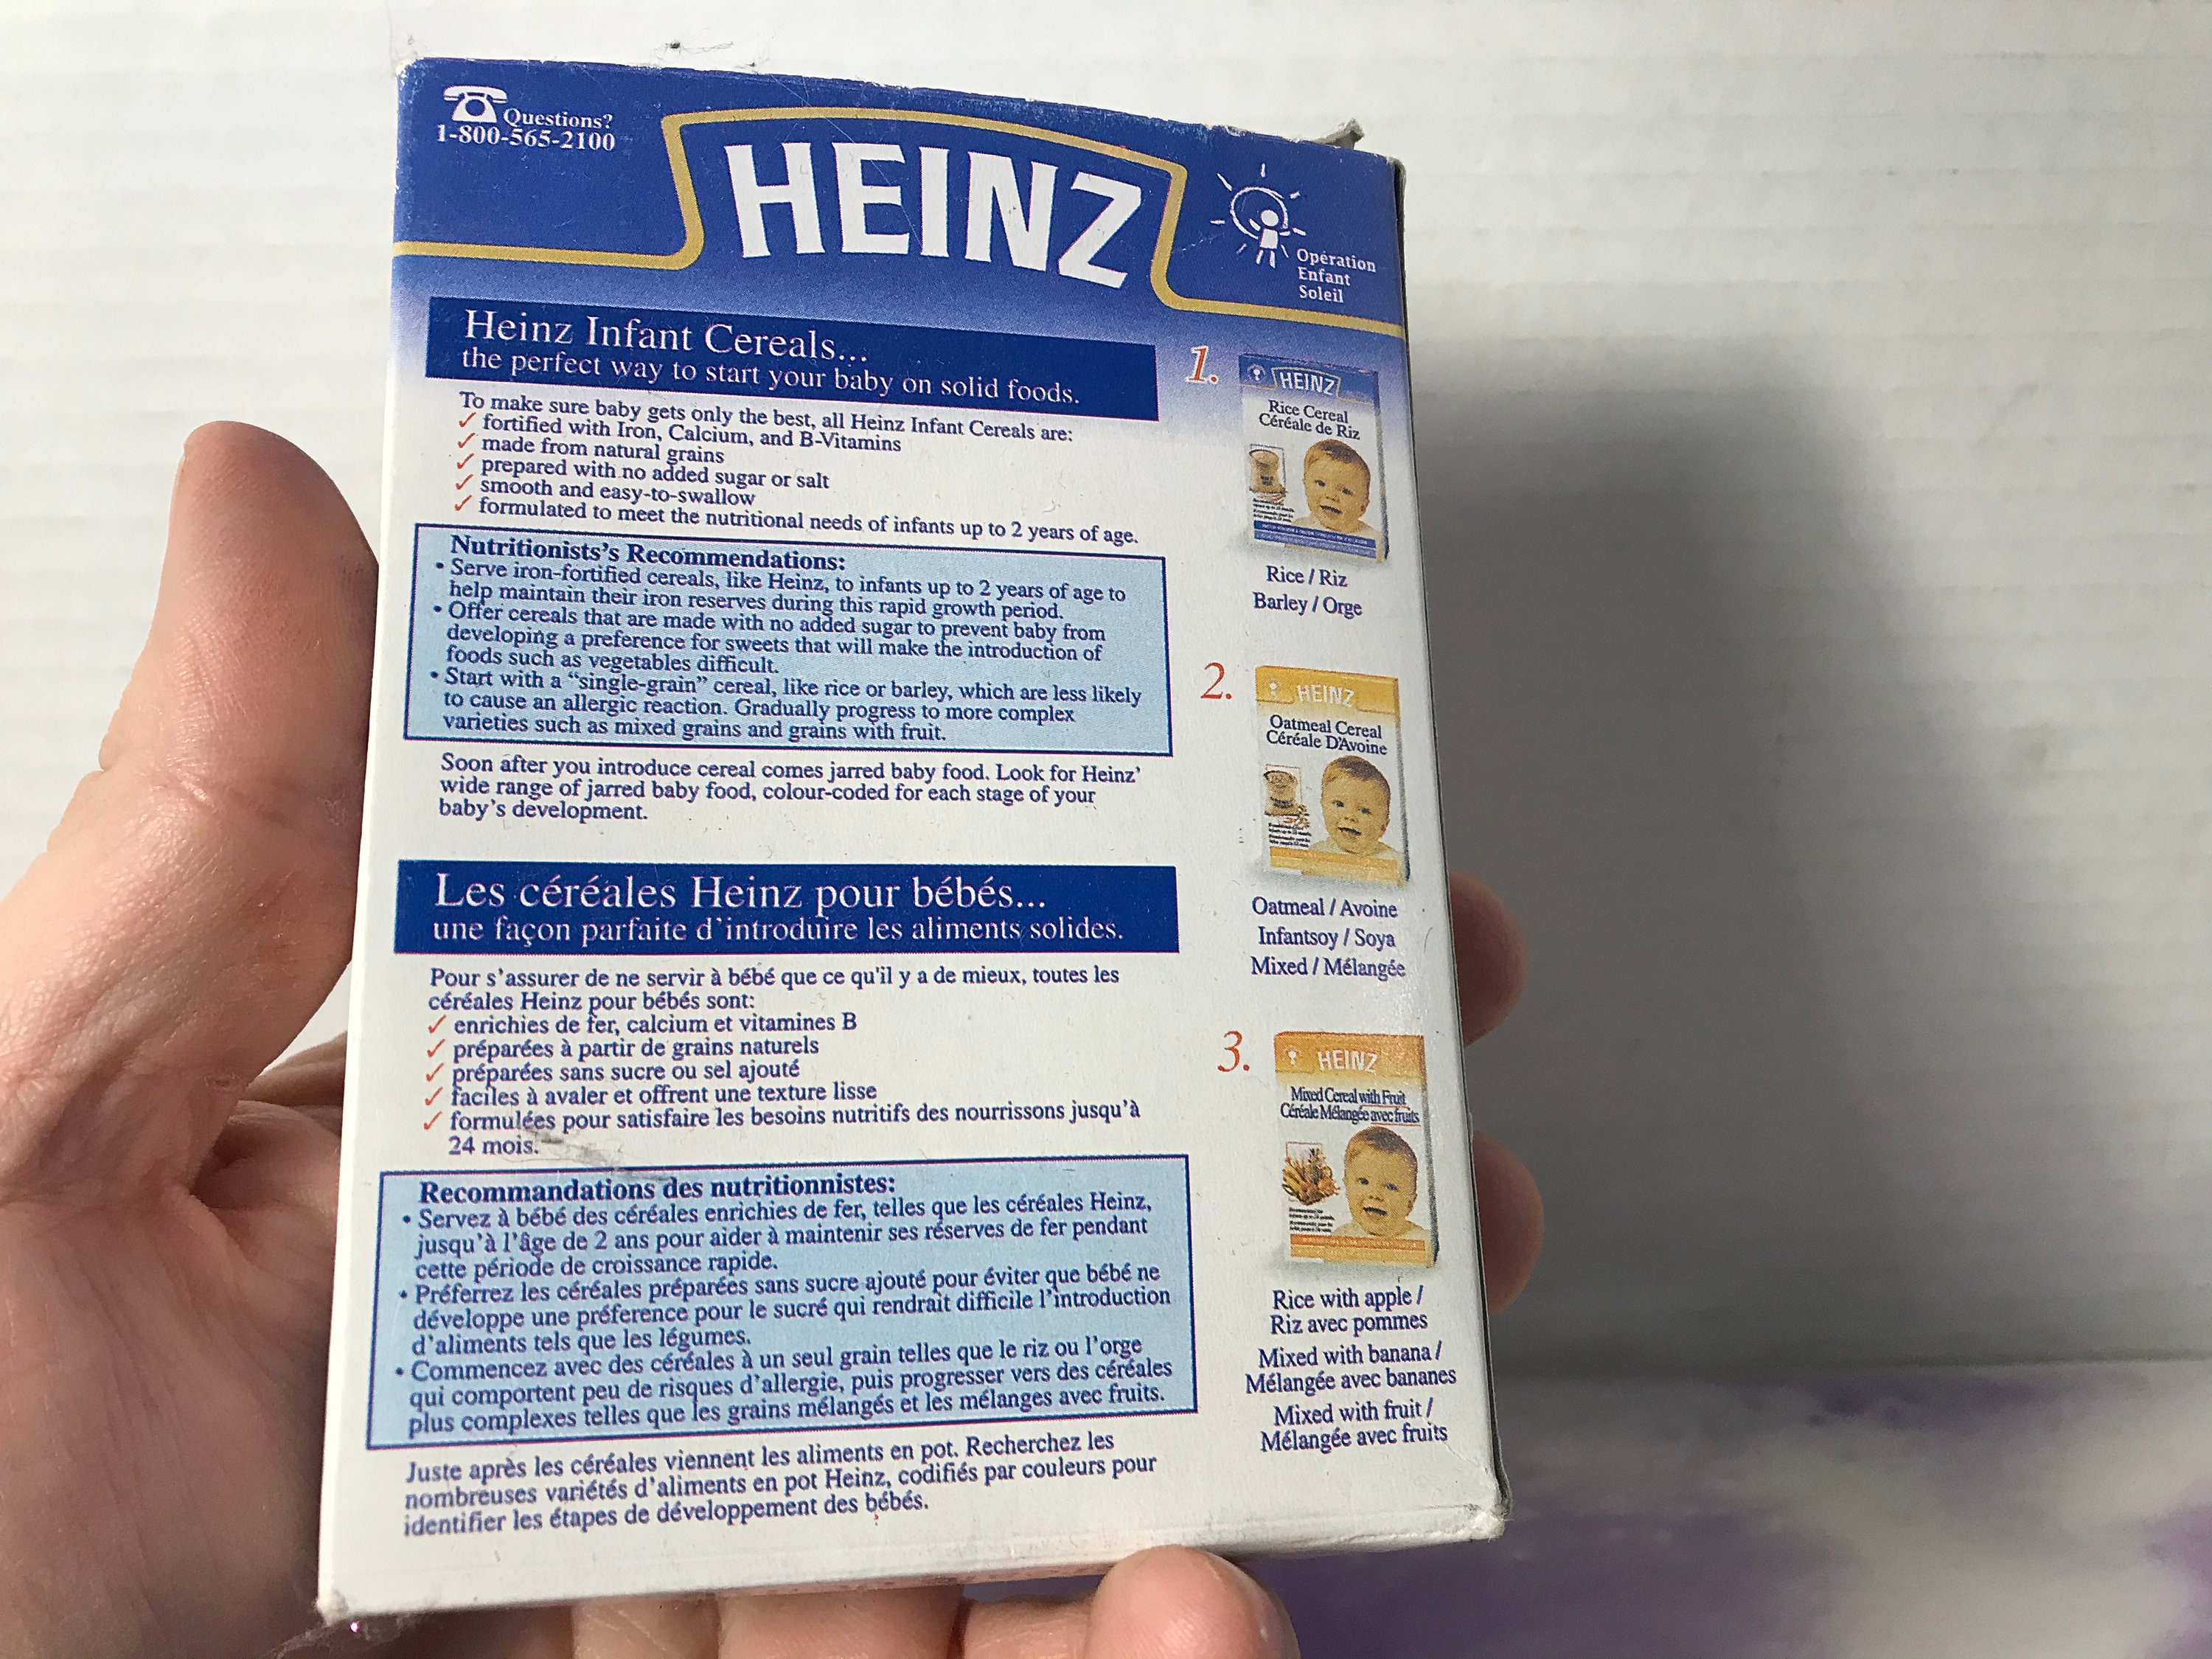 Questions?
1-800-565-2100
HEINZ
Opération
Enfant
Soleil
Heinz Infant Cereals...
the perfect way to start your baby on solid foods.
To make sure baby gets only the best, all Heinz Infant Cereals are:
✓ fortified with Iron, Calcium, and B-Vitamins
✓ made from natural grains
✓ prepared with no added sugar or salt
✓ smooth and easy-to-swallow
✓ formulated to meet the nutritional needs of infants up to 2 years of age.
Nutritionists's Recommendations:
• Serve iron-fortified cereals, like Heinz, to infants up to 2 years of age to
help maintain their iron reserves during this rapid growth period.
• Offer cereals that are made with no added sugar to prevent baby from
developing a preference for sweets that will make the introduction of
foods such as vegetables difficult.
• Start with a “single-grain” cereal, like rice or barley, which are less likely
to cause an allergic reaction. Gradually progress to more complex
varieties such as mixed grains and grains with fruit.
Soon after you introduce cereal comes jarred baby food. Look for Heinz’
wide range of jarred baby food, colour-coded for each stage of your
baby’s development.
Les céréales Heinz pour bébés...
une façon parfaite d’introduire les aliments solides.
Pour s’assurer de ne servir à bébé que ce qu'il y a de mieux, toutes les
céréales Heinz pour bébés sont:
✓ enrichies de fer, calcium et vitamines B
✓ préparées à partir de grains naturels
✓ préparées sans sucre ou sel ajouté
✓ faciles à avaler et offrent une texture lisse
✓ formulées pour satisfaire les besoins nutritifs des nourrissons jusqu’à
24 mois.
Recommandations des nutritionnistes:
• Servez à bébé des céréales enrichies de fer, telles que les céréales Heinz,
jusqu’à l’âge de 2 ans pour aider à maintenir ses réserves de fer pendant
cette période de croissance rapide.
• Préferrez les céréales préparées sans sucre ajouté pour éviter que bébé ne
développe une préference pour le sucré qui rendrait difficile l’introduction
d’aliments tels que les légumes.
• Commencez avec des céréales à un seul grain telles que le riz ou l’orge
qui comportent peu de risques d’allergie, puis progresser vers des céréales
plus complexes telles que les grains mélangés et les mélanges avec fruits.
Juste après les céréales viennent les aliments en pot. Recherchez les
nombreuses variétés d’aliments en pot Heinz, codifiés par couleurs pour
identifier les étapes de développement des bébés.
1.
HEINZ
Rice Cereal
Céréale de Riz
Rice / Riz
Barley / Orge
2.
HEINZ
Oatmeal Cereal
Céréale D'Avoine
Oatmeal / Avoine
Infantsoy / Soya
Mixed / Mélangée
3.
HEINZ
Mixed Cereal with Fruit
Céréale Mélangée avec fruits
Rice with apple /
Riz avec pommes
Mixed with banana /
Mélangée avec bananes
Mixed with fruit /
Mélangée avec fruits